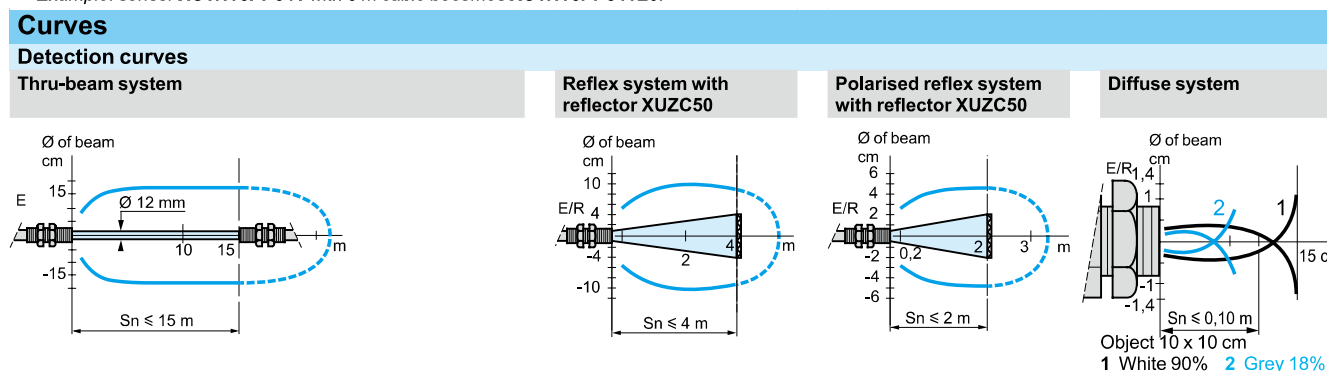 Curves
Detection curves
Thru-beam system
Reflex system with
reflector XUZC50
Polarised reflex system
with reflector XUZC50
Diffuse system
Ø of beam
cm
15
E
Ø 12 mm
10
15
m
-15
Sn ≤ 15 m
Ø of beam
cm
10
E/R
4
2
4
m
-4
-10
Sn ≤ 4 m
Ø of beam
cm
6
4
2
E/R
0,2
2
3
m
-2
-4
-6
Sn ≤ 2 m
Ø of beam
cm
E/R
1,4
1
2
1
15 c
-1
-1,4
Sn ≤ 0,10 m
Object 10 x 10 cm
1 White 90% 2 Grey 18%